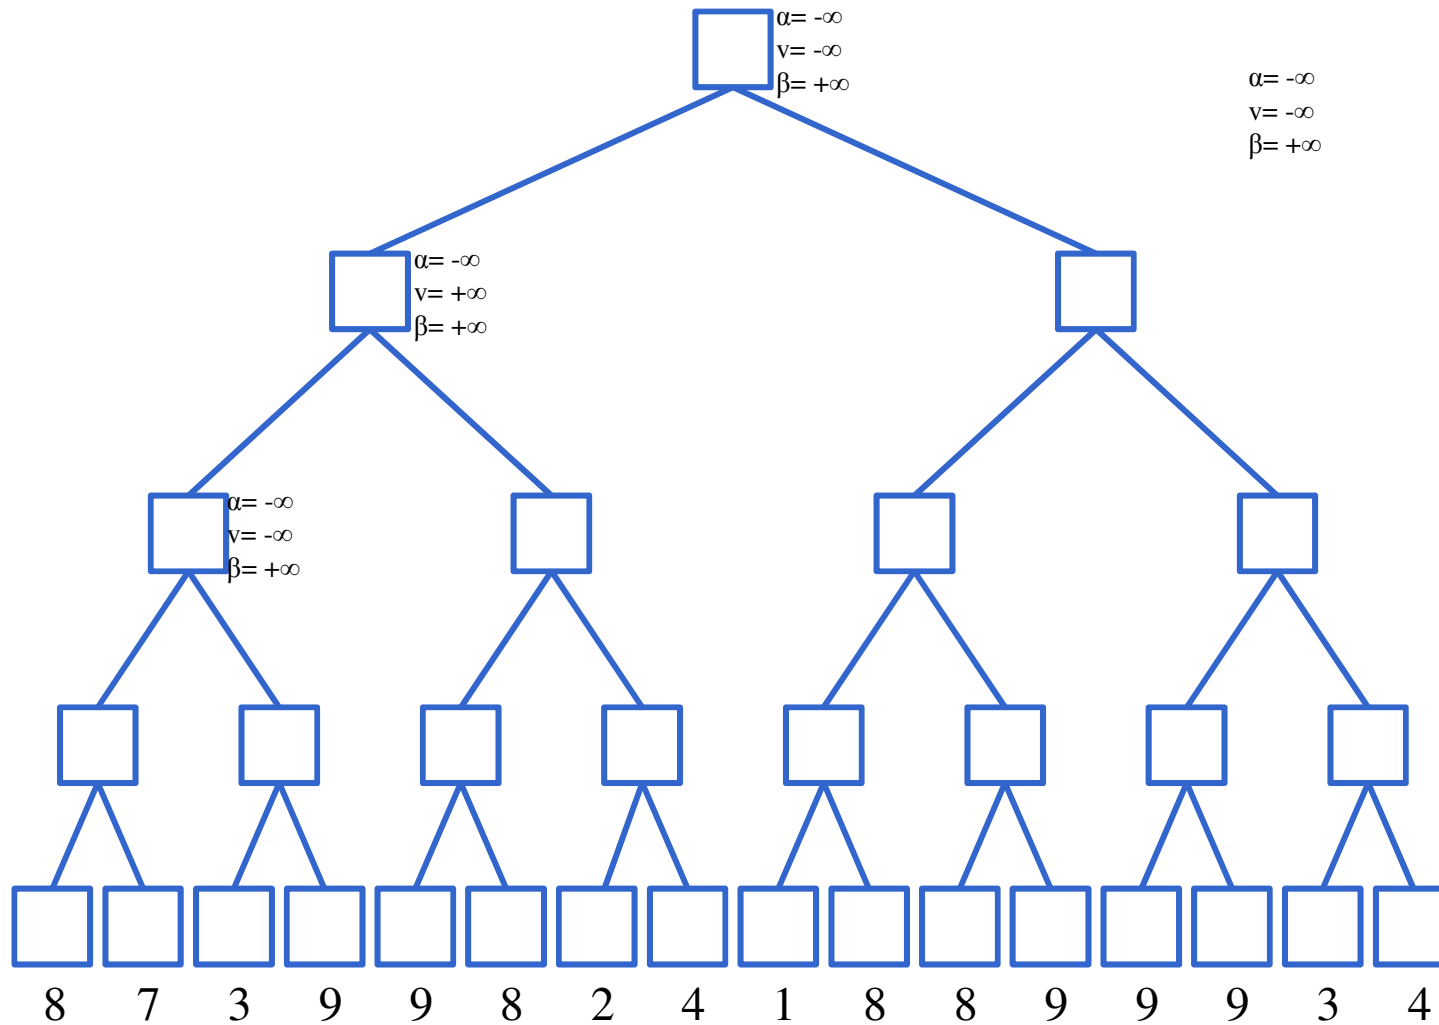 α= -∞
v= -∞
β= +∞
α= -∞
v= -∞
β= +∞
α= -∞
v= +∞
β= +∞
α= -∞
v= -∞
β= +∞
8 7 3 9 9 8 2 4 1 8 8 9 9 9 3 4